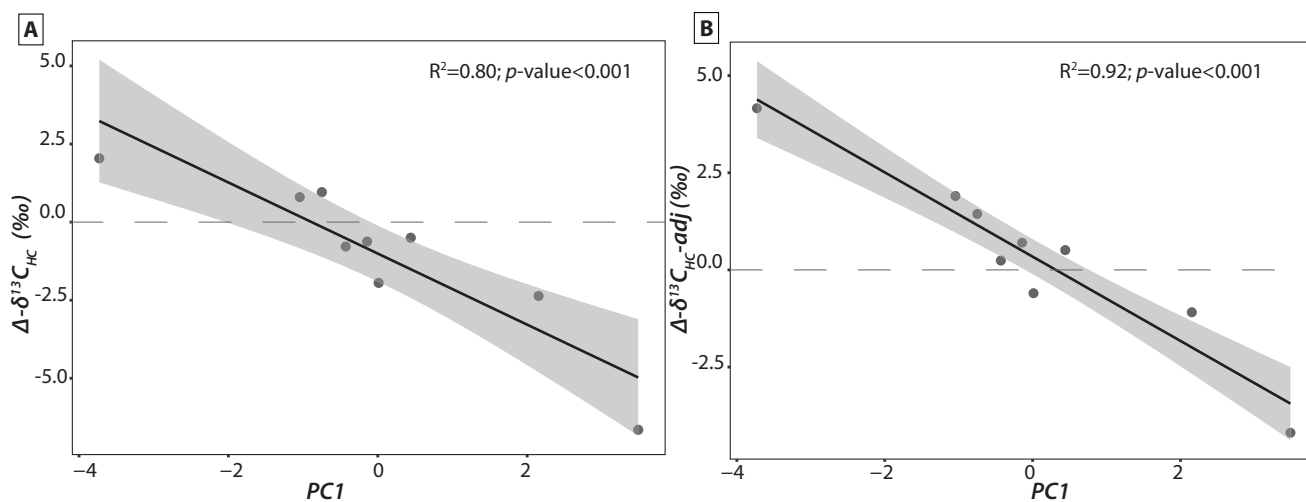 A
R²=0.80; p-value<0.001
5.0
2.5
0.0
-2.5
-5.0
Δ-δ¹³C_HC (‰)
−4
−2
0
2
PC1
B
R²=0.92; p-value<0.001
5.0
2.5
0.0
-2.5
Δ-δ¹³C_HC-adj (‰)
−4
−2
0
2
PC1